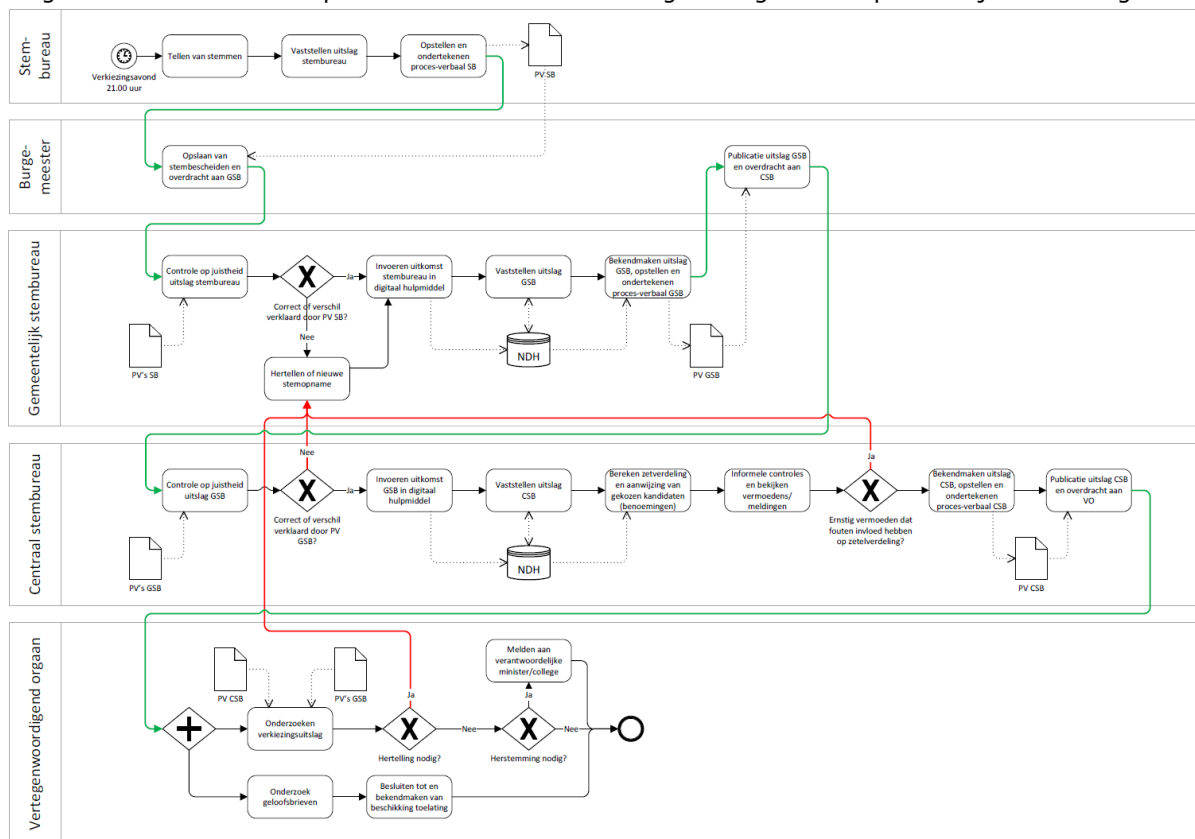 Stem-
bureau
Verkiezingsavond
21.00 uur
Tellen van stemmen
Vaststellen uitslag
stembureau
Opstellen en
ondertekenen
proces-verbaal SB
PV SB
Burge-
meester
Opslaan van
stembescheiden en
overdracht aan GSB
Publicatie uitslag GSB
en overdracht aan
CSB
Gemeentelijk stembureau
Controle op juistheid
uitslag stembureau
PV's SB
X
Correct of verschil
verklaard door PV SB?
Ja
Nee
Hertellen of nieuwe
stemopname
Invoeren uitkomst
stembureau in
digitaal hulpmiddel
Vaststellen uitslag
GSB
NDH
Bekendmaken uitslag
GSB, opstellen en
ondertekenen
proces-verbaal GSB
PV GSB
Centraal stembureau
Controle op juistheid
uitslag GSB
PV's GSB
Nee
X
Correct of verschil
verklaard door PV
GSB?
Ja
Invoeren uitkomst
GSB in digitaal
hulpmiddel
Vaststellen uitslag
CSB
NDH
Bereken zetverdeling
en aanwijzing van
gekozen kandidaten
(benoemingen)
Informele controles
en bekijken
vermoedens/
meldingen
Ja
X
Ernstig vermoeden dat
fouten invloed hebben
op zetelverdeling?
Bekendmaken uitslag
CSB, opstellen en
ondertekenen
proces-verbaal CSB
PV CSB
Publicatie uitslag CSB
en overdracht aan
VO
Vertegenwoordigend orgaan
PV CSB
PV's GSB
Onderzoeken
verkiezingsuitslag
Ja
X
Hertelling nodig?
Nee
Melden aan
verantwoordelijke
minister/college
Ja
X
Herstemming nodig?
Nee
Onderzoek
geloofsbrieven
Besluiten tot en
bekendmaken van
beschikking toelating